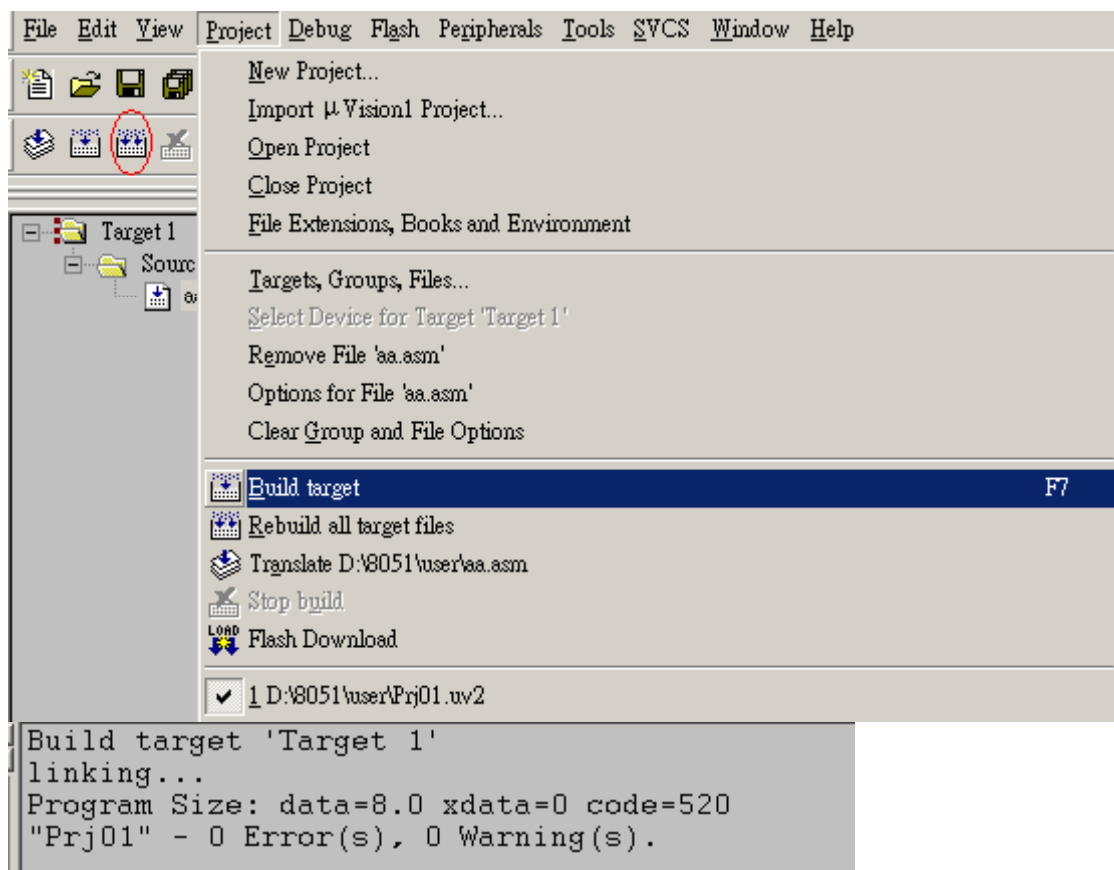 File Edit View Project Debug Flash Peripherals Tools SVCS Window Help
New Project...
Import µVision1 Project...
Open Project
Close Project
File Extensions, Books and Environment
Target 1
Sourc
Targets, Groups, Files...
Select Device for Target 'Target 1'
Remove File 'aa.asm'
Options for File 'aa.asm'
Clear Group and File Options
Build target F7
Rebuild all target files
Translate D:\8051\user\aa.asm
Stop build
LOAD Flash Download
1 D:\8051\user\Prj01.uv2
Build target 'Target 1'
linking...
Program Size: data=8.0 xdata=0 code=520
"Prj01" - 0 Error(s), 0 Warning(s).